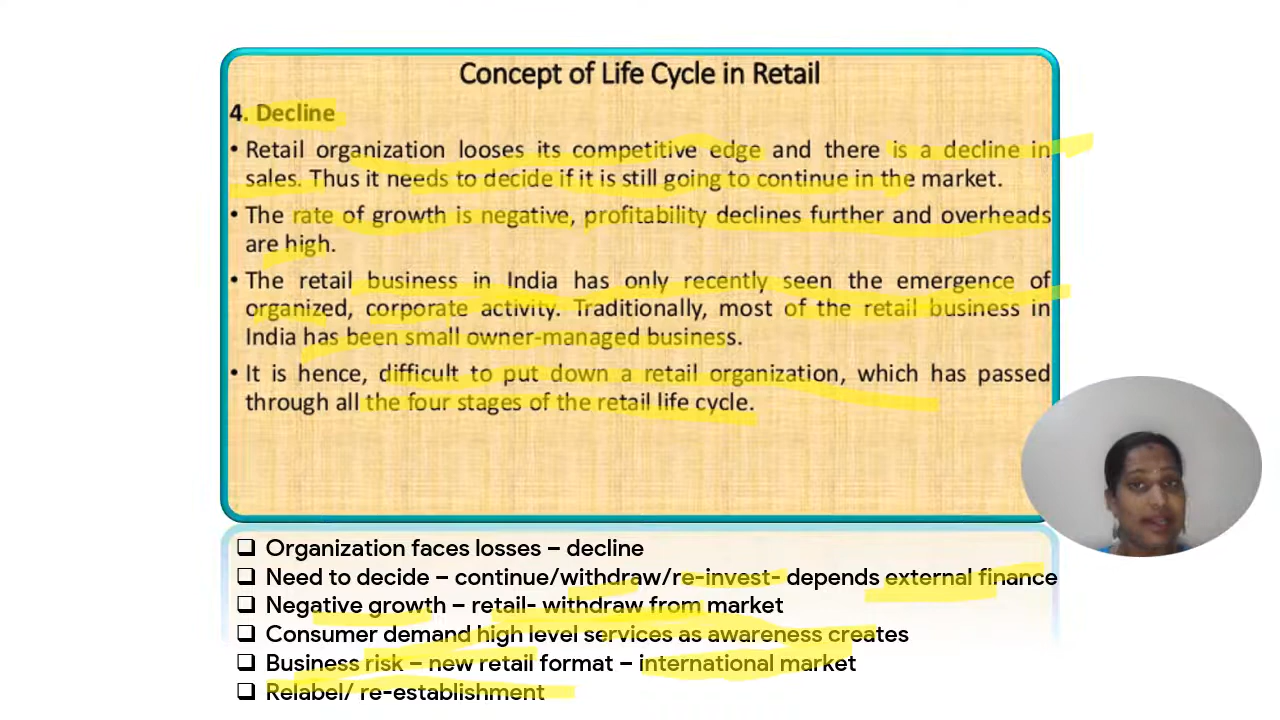 Concept of Life Cycle in Retail
4. Decline
• Retail organization looses its competitive edge and there is a decline in
sales. Thus it needs to decide if it is still going to continue in the market.
• The rate of growth is negative, profitability declines further and overheads
are high.
• The retail business in India has only recently seen the emergence of
organized, corporate activity. Traditionally, most of the retail business in
India has been small owner-managed business.
• It is hence, difficult to put down a retail organization, which has passed
through all the four stages of the retail life cycle.
❑ Organization faces losses – decline
❑ Need to decide – continue/withdraw/re-invest- depends external finance
❑ Negative growth – retail- withdraw from market
❑ Consumer demand high level services as awareness creates
❑ Business risk – new retail format – international market
❑ Relabel/ re-establishment